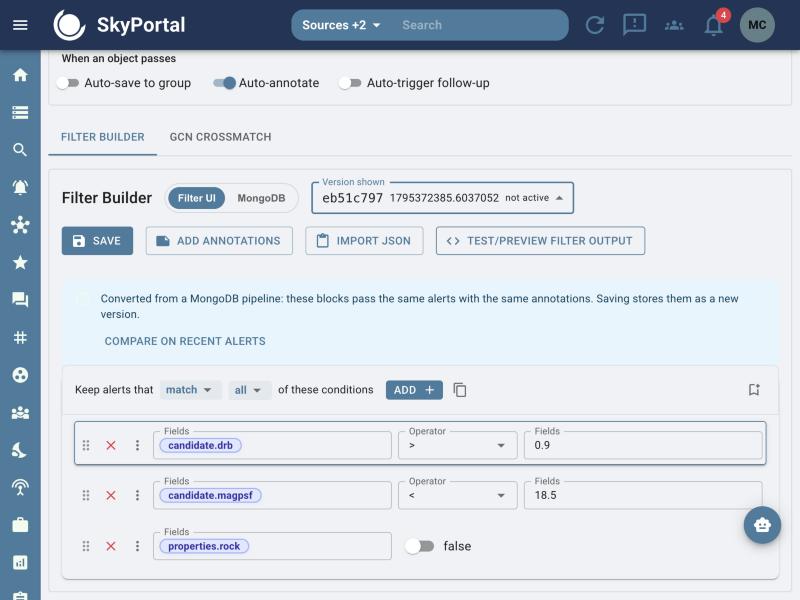 SkyPortal
Sources +2
Search
4
MC
When an object passes
Auto-save to group
Auto-annotate
Auto-trigger follow-up
FILTER BUILDER
GCN CROSSMATCH
Filter Builder
Filter UI
MongoDB
Version shown
eb51c797 1795372385.6037052 not active
SAVE
ADD ANNOTATIONS
IMPORT JSON
TEST/PREVIEW FILTER OUTPUT
Converted from a MongoDB pipeline: these blocks pass the same alerts with the same annotations. Saving stores them as a new
version.
COMPARE ON RECENT ALERTS
Keep alerts that match all of these conditions ADD +
Fields
candidate.drb
Operator
>
Fields
0.9
Fields
candidate.magpsf
Operator
<
Fields
18.5
Fields
properties.rock
false